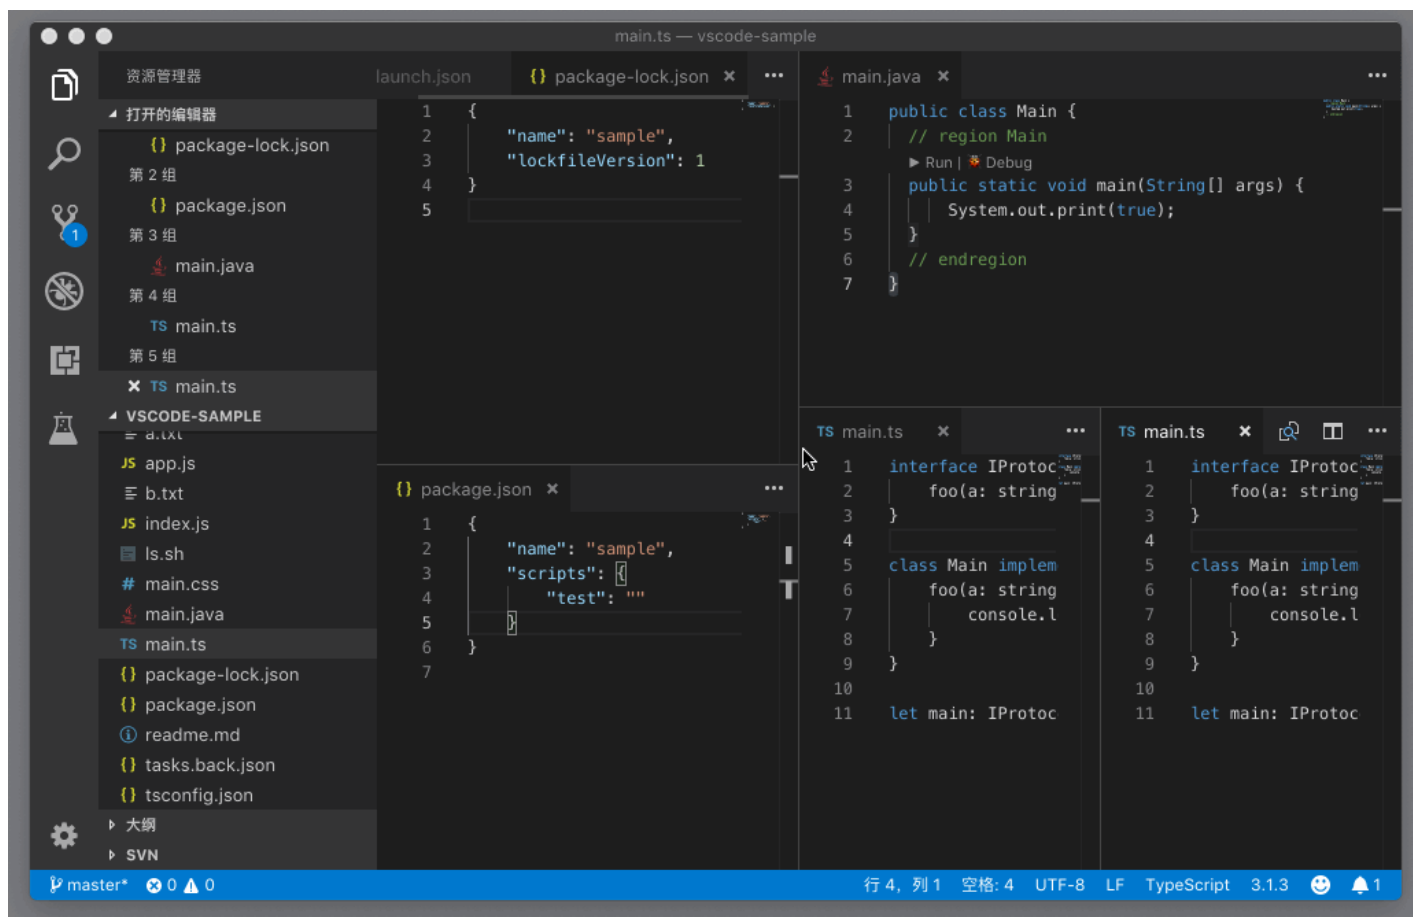 main.ts — vscode-sample
资源管理器
打开的编辑器
{} package-lock.json
第 2 组
{} package.json
第 3 组
main.java
第 4 组
TS main.ts
第 5 组
× TS main.ts
VSCODE-SAMPLE
a.txt
JS app.js
b.txt
JS index.js
ls.sh
# main.css
main.java
TS main.ts
{} package-lock.json
{} package.json
readme.md
{} tasks.back.json
{} tsconfig.json
大纲
SVN
1
launch.json {} package-lock.json × ···
1 {
2 "name": "sample",
3 "lockfileVersion": 1
4 }
5
{} package.json × ···
1 {
2 "name": "sample",
3 "scripts": {
4 "test": ""
5 }
6 }
7
main.java × ···
1 public class Main {
2 // region Main
Run | Debug
3 public static void main(String[] args) {
4 System.out.print(true);
5 }
6 // endregion
7 }
TS main.ts × ···
1 interface IProtoc
2 foo(a: string
3 }
4
5 class Main implem
6 foo(a: string
7 console.l
8 }
9 }
10
11 let main: IProtoc
TS main.ts × ···
1 interface IProtoc
2 foo(a: string
3 }
4
5 class Main implem
6 foo(a: string
7 console.l
8 }
9 }
10
11 let main: IProtoc
master* 0 0 行 4，列 1 空格: 4 UTF-8 LF TypeScript 3.1.3 1